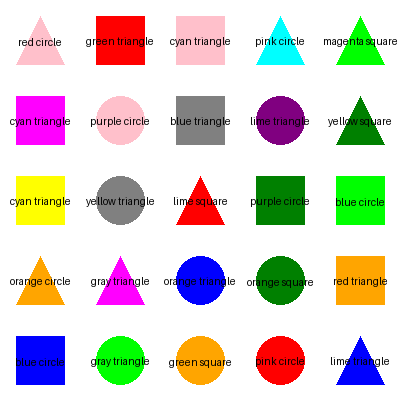 red circle green triangle cyan triangle pink circle magenta square
cyan triangle purple circle blue triangle lime triangle yellow square
cyan triangle yellow triangle lime square purple circle blue circle
orange circle gray triangle orange triangle orange square red triangle
blue circle gray triangle green square pink circle lime triangle